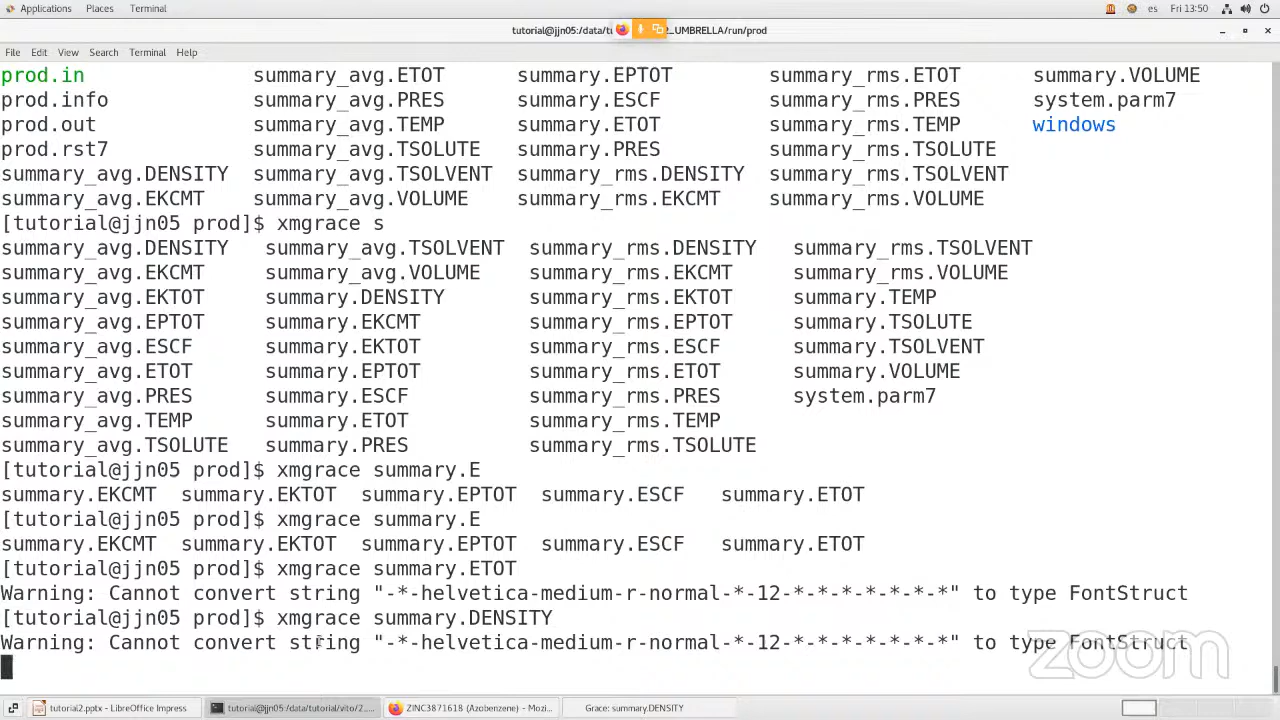 Applications Places Terminal es Fri 13:50
tutorial@jjn05:/data/tu 2_UMBRELLA/run/prod
File Edit View Search Terminal Help
prod.in summary_avg.ETOT summary.EPTOT summary_rms.ETOT summary.VOLUME
prod.info summary_avg.PRES summary.ESCF summary_rms.PRES system.parm7
prod.out summary_avg.TEMP summary.ETOT summary_rms.TEMP windows
prod.rst7 summary_avg.TSOLUTE summary.PRES summary_rms.TSOLUTE
summary_avg.DENSITY summary_avg.TSOLVENT summary_rms.DENSITY summary_rms.TSOLVENT
summary_avg.EKCMT summary_avg.VOLUME summary_rms.EKCMT summary_rms.VOLUME
[tutorial@jjn05 prod]$ xmgrace s
summary_avg.DENSITY summary_avg.TSOLVENT summary_rms.DENSITY summary_rms.TSOLVENT
summary_avg.EKCMT summary_avg.VOLUME summary_rms.EKCMT summary_rms.VOLUME
summary_avg.EKTOT summary.DENSITY summary_rms.EKTOT summary.TEMP
summary_avg.EPTOT summary.EKCMT summary_rms.EPTOT summary.TSOLUTE
summary_avg.ESCF summary.EKTOT summary_rms.ESCF summary.TSOLVENT
summary_avg.ETOT summary.EPTOT summary_rms.ETOT summary.VOLUME
summary_avg.PRES summary.ESCF summary_rms.PRES system.parm7
summary_avg.TEMP summary.ETOT summary_rms.TEMP
summary_avg.TSOLUTE summary.PRES summary_rms.TSOLUTE
[tutorial@jjn05 prod]$ xmgrace summary.E
summary.EKCMT summary.EKTOT summary.EPTOT summary.ESCF summary.ETOT
[tutorial@jjn05 prod]$ xmgrace summary.E
summary.EKCMT summary.EKTOT summary.EPTOT summary.ESCF summary.ETOT
[tutorial@jjn05 prod]$ xmgrace summary.ETOT
Warning: Cannot convert string "-*-helvetica-medium-r-normal-*-12-*-*-*-*-*-*-*" to type FontStruct
[tutorial@jjn05 prod]$ xmgrace summary.DENSITY
Warning: Cannot convert string "-*-helvetica-medium-r-normal-*-12-*-*-*-*-*-*-*" to type FontStruct
zoom
tutorial2.pptx - LibreOffice Impress tutorial@jjn05:/data/tutorial/vito/2.... ZINC3871618 (Azobenzene) - Mozi... Grace: summary.DENSITY